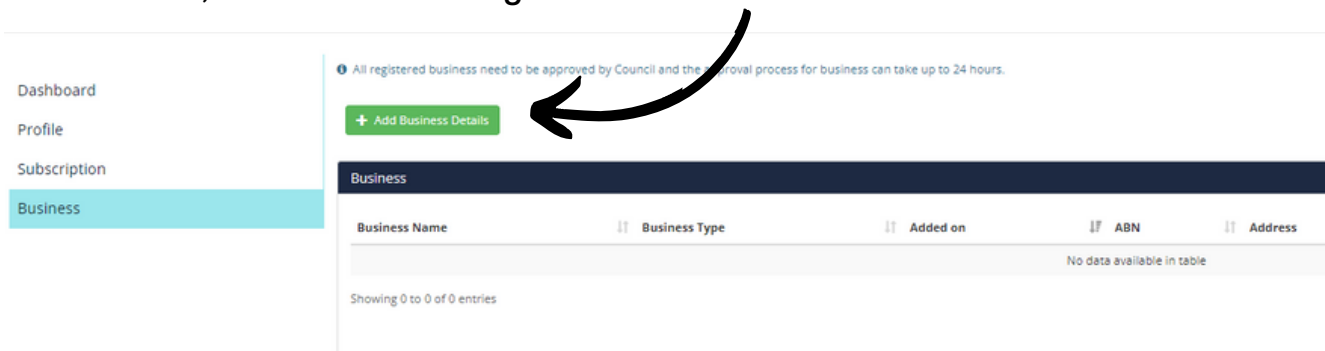 All registered business need to be approved by Council and the approval process for business can take up to 24 hours.
Dashboard
Profile
Subscription
Business
+ Add Business Details
Business
Business Name Business Type Added on ABN Address
No data available in table
Showing 0 to 0 of 0 entries